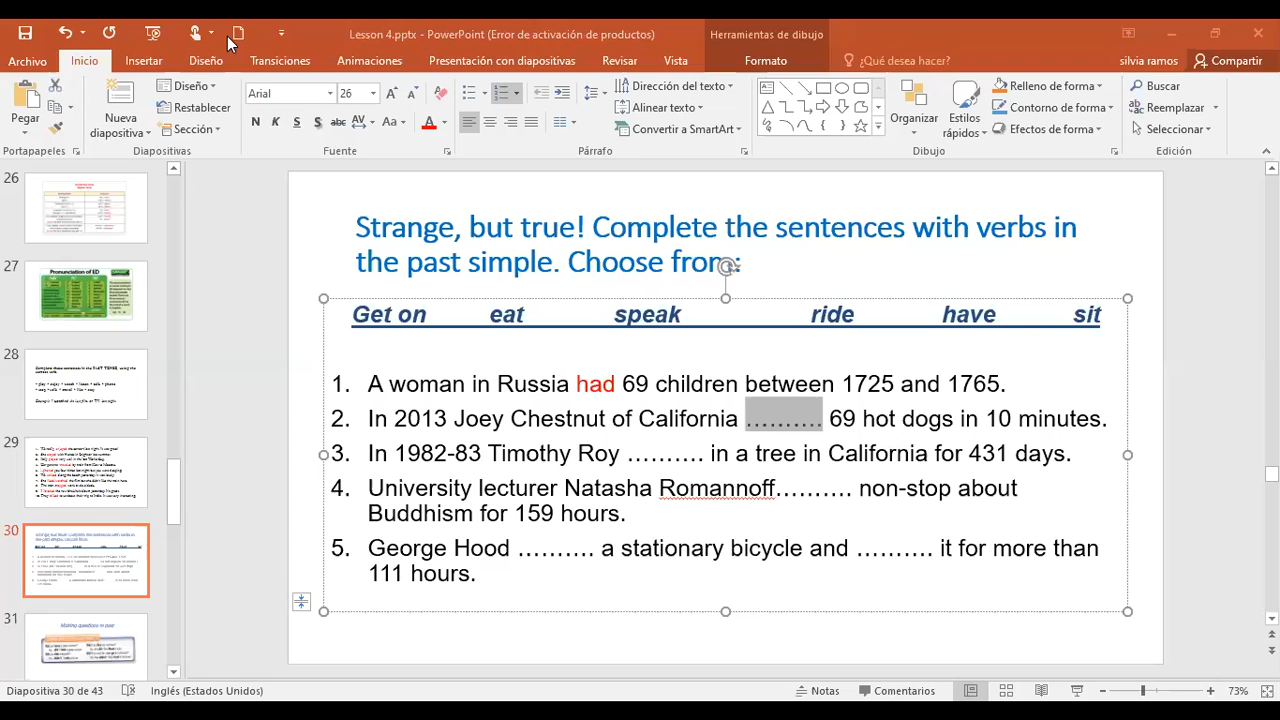 Lesson 4.pptx - PowerPoint (Error de activación de productos)
Herramientas de dibujo
Archivo Inicio Insertar Diseño Transiciones Animaciones Presentación con diapositivas Revisar Vista Formato ¿Qué desea hacer? silvia ramos Compartir
Pegar
Nueva diapositiva
Diseño
Restablecer
Sección
Arial 26
N K S abc AV Aa A
Dirección del texto
Alinear texto
Convertir a SmartArt
Organizar
Estilos rápidos
Relleno de forma
Contorno de forma
Efectos de forma
Buscar
Reemplazar
Seleccionar
Portapapeles Diapositivas Fuente Párrafo Dibujo Edición
26
27
Pronunciation of ED
28
29
30
31
Making questions in past
Strange, but true! Complete the sentences with verbs in
the past simple. Choose from:
Get on eat speak ride have sit
1. A woman in Russia had 69 children between 1725 and 1765.
2. In 2013 Joey Chestnut of California ………. 69 hot dogs in 10 minutes.
3. In 1982-83 Timothy Roy ………. in a tree in California for 431 days.
4. University lecturer Natasha Romannoff………. non-stop about
Buddhism for 159 hours.
5. George Hood ………. a stationary bicycle and ………. it for more than
111 hours.
Diapositiva 30 de 43 Inglés (Estados Unidos) Notas Comentarios 73%